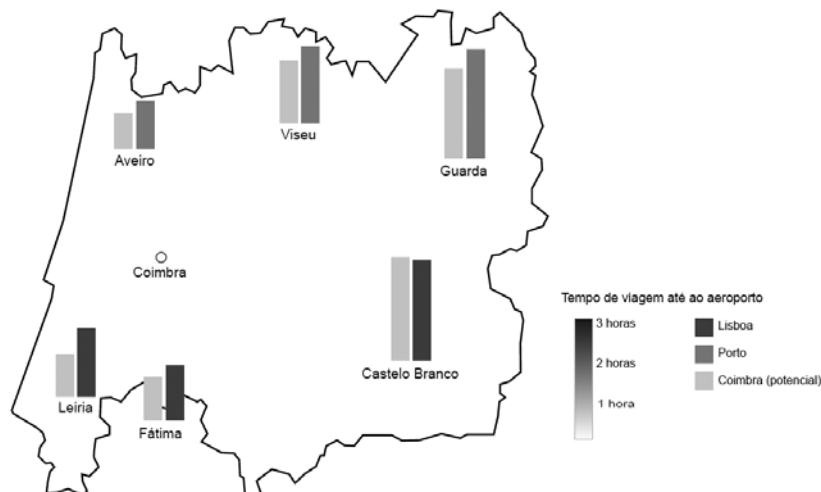 Viseu
Aveiro
Guarda
Coimbra
Castelo Branco
Leiria
Fátima
Tempo de viagem até ao aeroporto
3 horas
2 horas
1 hora
Lisboa
Porto
Coimbra (potencial)